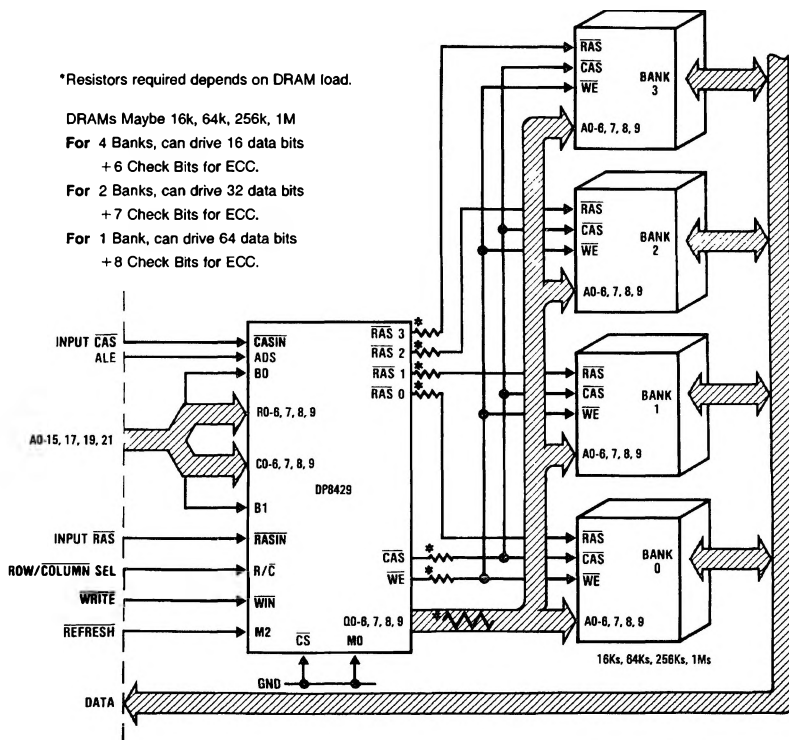 *Resistors required depends on DRAM load.
DRAMs Maybe 16k, 64k, 256k, 1M
For 4 Banks, can drive 16 data bits
+6 Check Bits for ECC.
For 2 Banks, can drive 32 data bits
+7 Check Bits for ECC.
For 1 Bank, can drive 64 data bits
+8 Check Bits for ECC.
RAS
CAS
WE
A0-6, 7, 8, 9
BANK
3
RAS
CAS
WE
A0-6, 7, 8, 9
BANK
2
RAS
CAS
WE
A0-6, 7, 8, 9
BANK
1
RAS
CAS
WE
A0-6, 7, 8, 9
BANK
0
16Ks, 64Ks, 256Ks, 1Ms
INPUT CAS
ALE
A0-15, 17, 19, 21
INPUT RAS
ROW/COLUMN SEL
WRITE
REFRESH
DATA
CASIN
ADS
B0
R0-6, 7, 8, 9
C0-6, 7, 8, 9
DP8429
B1
RASIN
R/C
WIN
M2
CS
M0
GND
RAS 3 *
RAS 2 *
RAS 1 *
RAS 0 *
CAS *
WE *
Q0-6, 7, 8, 9 *